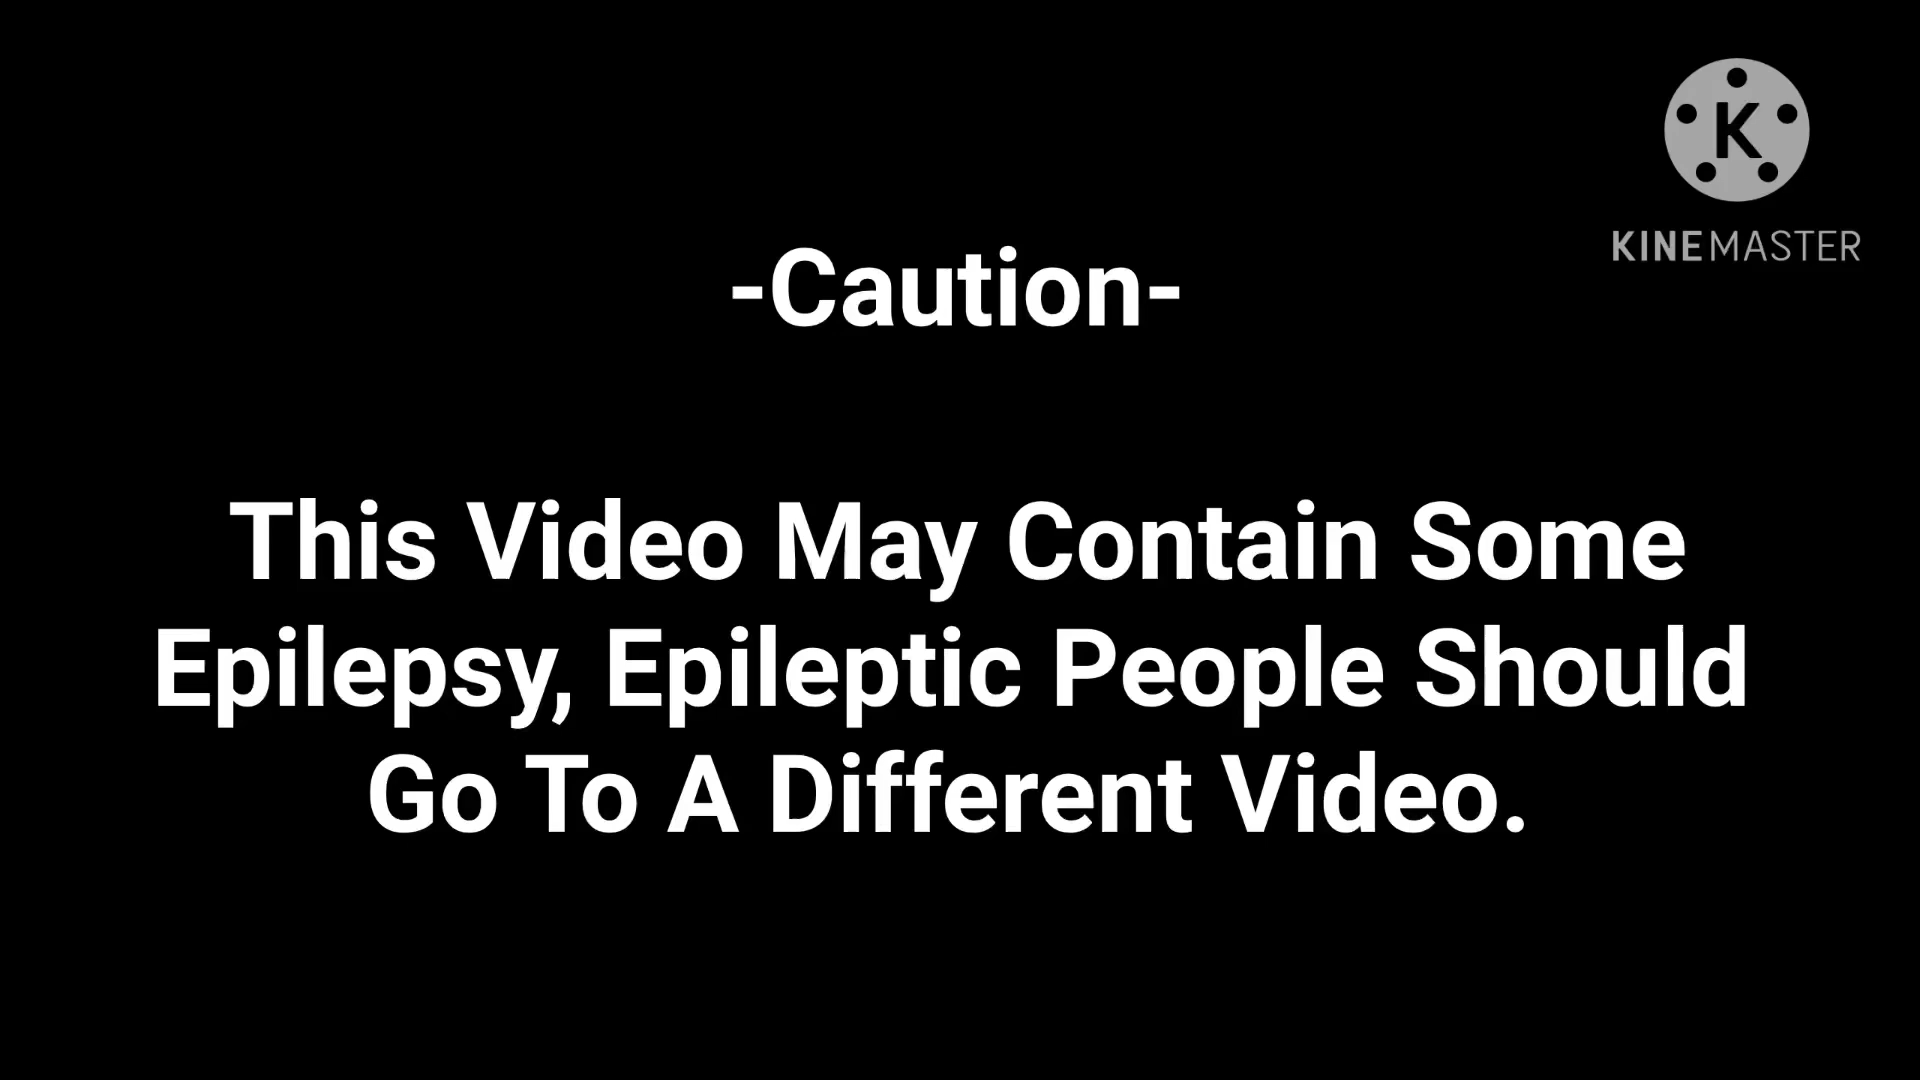 K
KINEMASTER
-Caution-
This Video May Contain Some
Epilepsy, Epileptic People Should
Go To A Different Video.